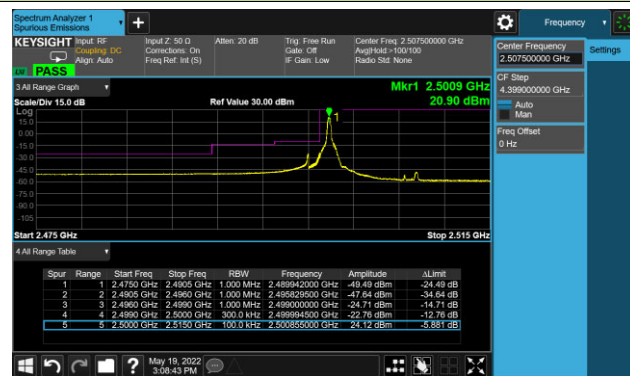 Spectrum Analyzer 1
Spurious Emissions
Frequency
KEYSIGHT
Input: RF
Coupling: DC
Align: Auto
Input Z: 50 Ω
Corrections: On
Freq Ref: Int (S)
Atten: 20 dB
Trig: Free Run
Gate: Off
IF Gain: Low
Center Freq: 2.507500000 GHz
Avg|Hold:>100/100
Radio Std: None
PASS
Center Frequency
2.507500000 GHz
Settings
CF Step
4.399000000 GHz
Auto
Man
Freq Offset
0 Hz
3 All Range Graph
Mkr1 2.5009 GHz
Scale/Div 15.0 dB
Ref Value 30.00 dBm
20.90 dBm
Log
15.0
0.00
-15.0
-30.0
-45.0
-60.0
-75.0
-90.0
-105
1
Start 2.475 GHz
Stop 2.515 GHz
4 All Range Table
Spur Range Start Freq Stop Freq RBW Frequency Amplitude ΔLimit
1 1 2.4750 GHz 2.4905 GHz 1.000 MHz 2.489942000 GHz -49.49 dBm -24.49 dB
2 2 2.4905 GHz 2.4960 GHz 1.000 MHz 2.495829500 GHz -47.64 dBm -34.64 dB
3 3 2.4960 GHz 2.4990 GHz 1.000 MHz 2.499000000 GHz -24.71 dBm -14.71 dB
4 4 2.4990 GHz 2.5000 GHz 300.0 kHz 2.499994500 GHz -22.76 dBm -12.76 dB
5 5 2.5000 GHz 2.5150 GHz 100.0 kHz 2.500855000 GHz 24.12 dBm -5.881 dB
May 19, 2022
3:08:43 PM